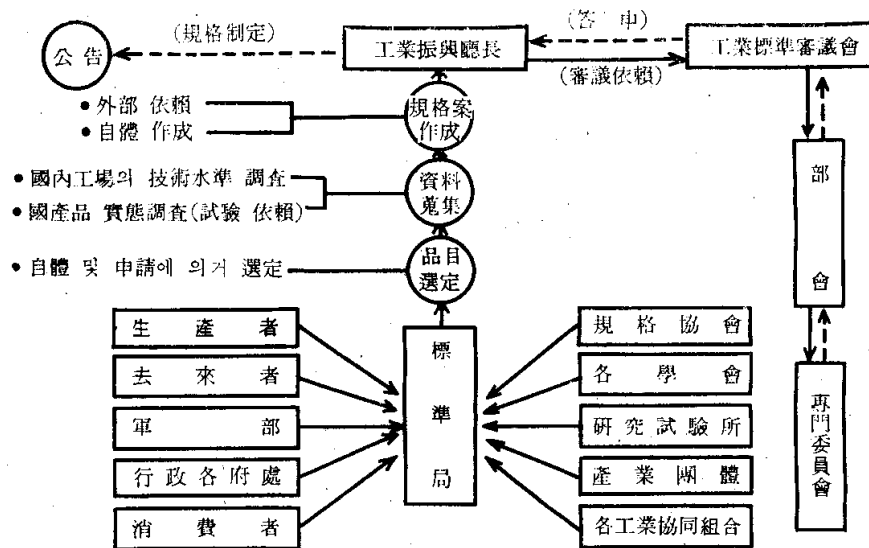 (規格制定)
(答 申)
公告
工業振興廳長
工業標準審議會
(審議依賴)
• 外部 依賴
• 自體 作成
規格案
作成
• 國內工場의 技術水準 調査
• 國產品 實態調査(試驗 依賴)
資料
蒐集
部會
• 自體 및 申請에 의거 選定
品目
選定
標準局
生產者
規格協會
去來者
各學會
專門委員會
軍部
硏究試驗所
行政各府處
產業團體
消費者
各工業協同組合